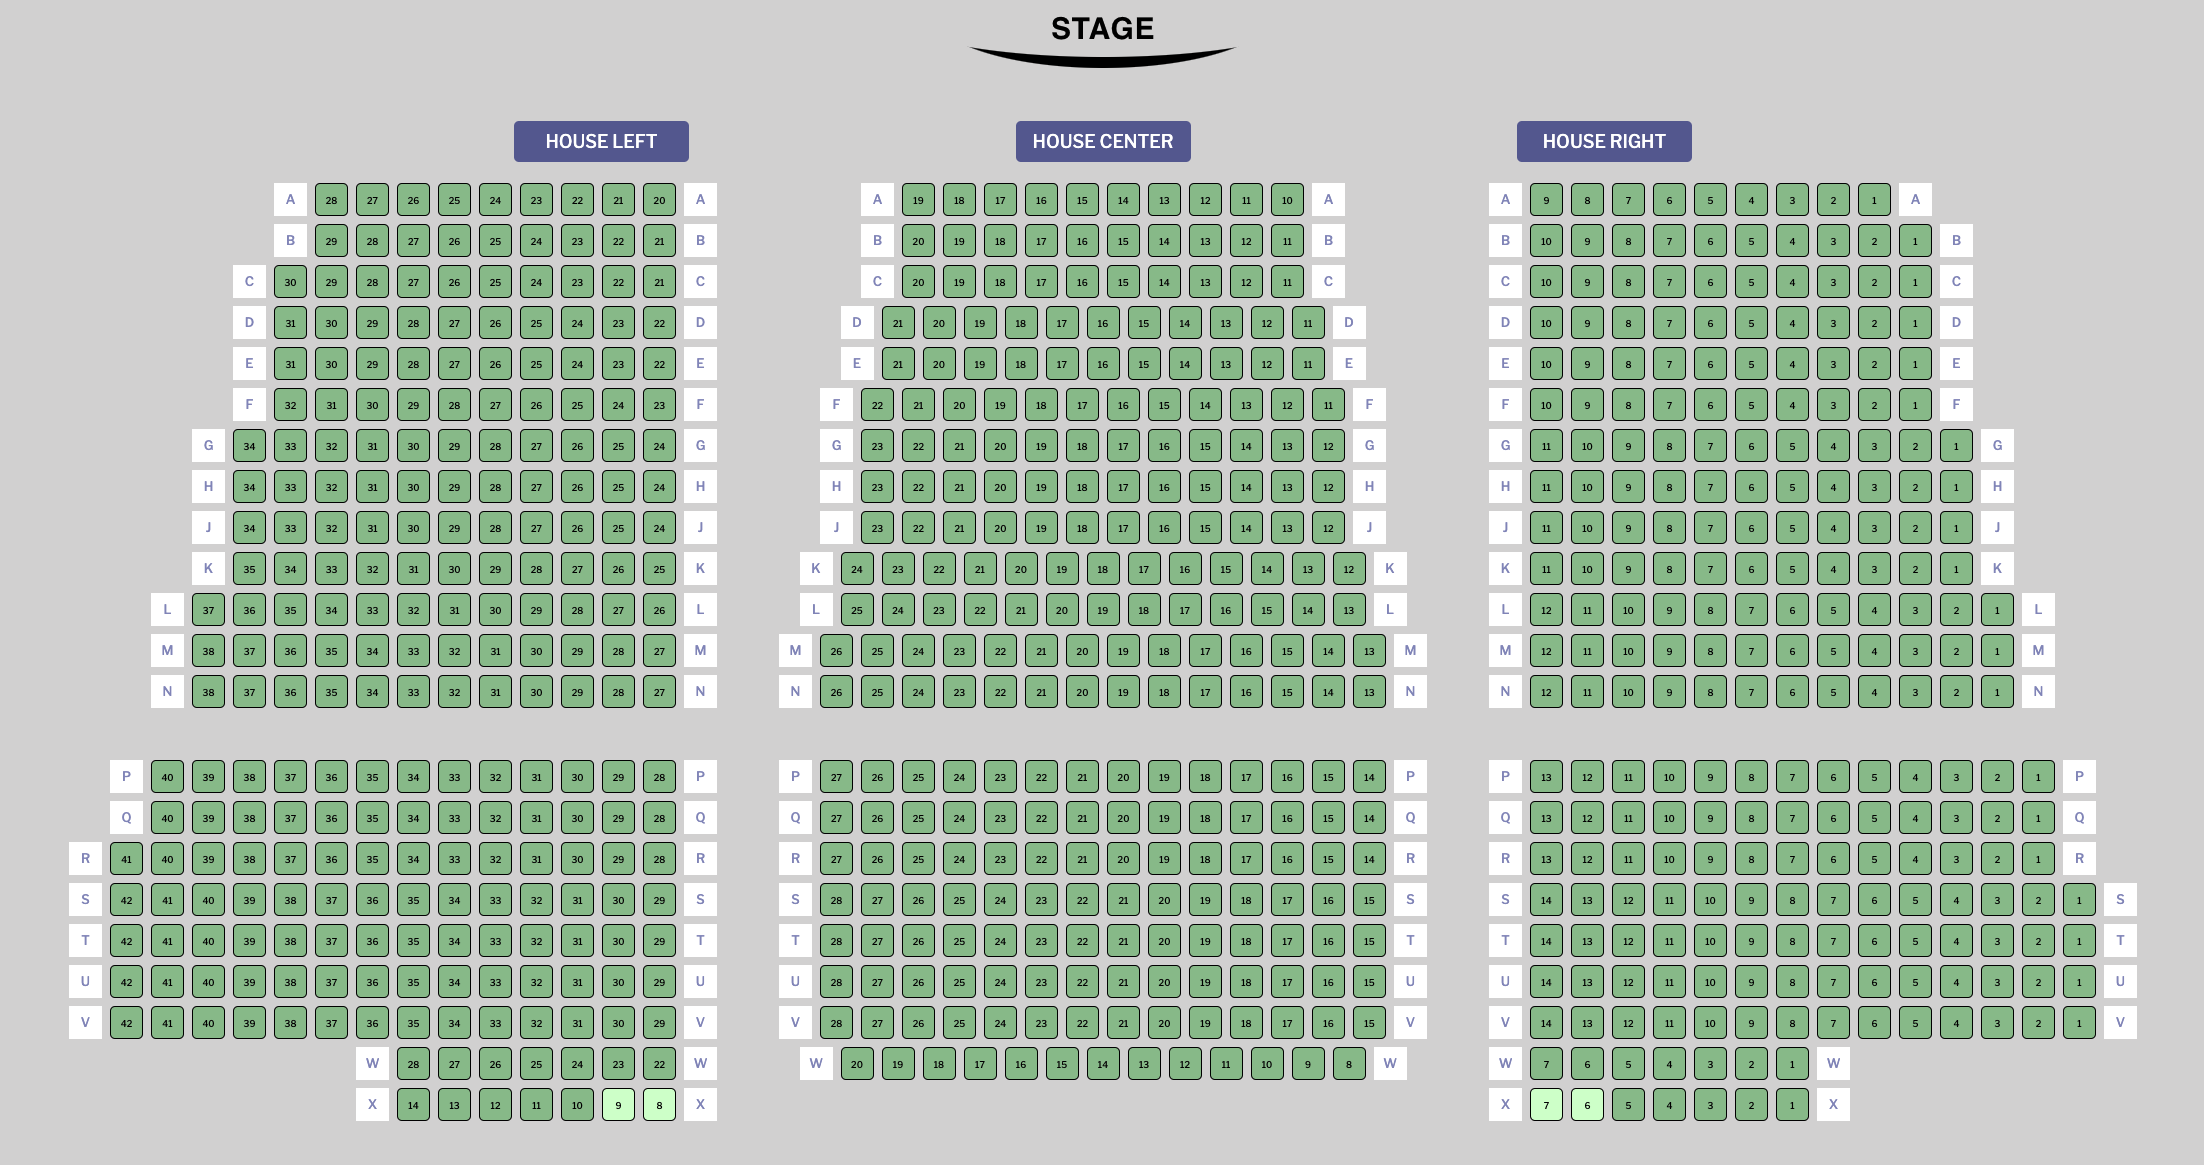 STAGE
HOUSE LEFT HOUSE CENTER HOUSE RIGHT
A 28 27 26 25 24 23 22 21 20 A A 19 18 17 16 15 14 13 12 11 10 A A 9 8 7 6 5 4 3 2 1 A
B 29 28 27 26 25 24 23 22 21 B B 20 19 18 17 16 15 14 13 12 11 B B 10 9 8 7 6 5 4 3 2 1 B
C 30 29 28 27 26 25 24 23 22 21 C C 20 19 18 17 16 15 14 13 12 11 C C 10 9 8 7 6 5 4 3 2 1 C
D 31 30 29 28 27 26 25 24 23 22 D D 21 20 19 18 17 16 15 14 13 12 11 D D 10 9 8 7 6 5 4 3 2 1 D
E 31 30 29 28 27 26 25 24 23 22 E E 21 20 19 18 17 16 15 14 13 12 11 E E 10 9 8 7 6 5 4 3 2 1 E
F 32 31 30 29 28 27 26 25 24 23 F F 22 21 20 19 18 17 16 15 14 13 12 11 F F 10 9 8 7 6 5 4 3 2 1 F
G 34 33 32 31 30 29 28 27 26 25 24 G G 23 22 21 20 19 18 17 16 15 14 13 12 G G 11 10 9 8 7 6 5 4 3 2 1 G
H 34 33 32 31 30 29 28 27 26 25 24 H H 23 22 21 20 19 18 17 16 15 14 13 12 H H 11 10 9 8 7 6 5 4 3 2 1 H
J 34 33 32 31 30 29 28 27 26 25 24 J J 23 22 21 20 19 18 17 16 15 14 13 12 J J 11 10 9 8 7 6 5 4 3 2 1 J
K 35 34 33 32 31 30 29 28 27 26 25 K K 24 23 22 21 20 19 18 17 16 15 14 13 12 K K 11 10 9 8 7 6 5 4 3 2 1 K
L 37 36 35 34 33 32 31 30 29 28 27 26 L L 25 24 23 22 21 20 19 18 17 16 15 14 13 L L 12 11 10 9 8 7 6 5 4 3 2 1 L
M 38 37 36 35 34 33 32 31 30 29 28 27 M M 26 25 24 23 22 21 20 19 18 17 16 15 14 13 M M 12 11 10 9 8 7 6 5 4 3 2 1 M
N 38 37 36 35 34 33 32 31 30 29 28 27 N N 26 25 24 23 22 21 20 19 18 17 16 15 14 13 N N 12 11 10 9 8 7 6 5 4 3 2 1 N
P 40 39 38 37 36 35 34 33 32 31 30 29 28 P P 27 26 25 24 23 22 21 20 19 18 17 16 15 14 P P 13 12 11 10 9 8 7 6 5 4 3 2 1 P
Q 40 39 38 37 36 35 34 33 32 31 30 29 28 Q Q 27 26 25 24 23 22 21 20 19 18 17 16 15 14 Q Q 13 12 11 10 9 8 7 6 5 4 3 2 1 Q
R 41 40 39 38 37 36 35 34 33 32 31 30 29 28 R R 27 26 25 24 23 22 21 20 19 18 17 16 15 14 R R 13 12 11 10 9 8 7 6 5 4 3 2 1 R
S 42 41 40 39 38 37 36 35 34 33 32 31 30 29 S S 28 27 26 25 24 23 22 21 20 19 18 17 16 15 S S 14 13 12 11 10 9 8 7 6 5 4 3 2 1 S
T 42 41 40 39 38 37 36 35 34 33 32 31 30 29 T T 28 27 26 25 24 23 22 21 20 19 18 17 16 15 T T 14 13 12 11 10 9 8 7 6 5 4 3 2 1 T
U 42 41 40 39 38 37 36 35 34 33 32 31 30 29 U U 28 27 26 25 24 23 22 21 20 19 18 17 16 15 U U 14 13 12 11 10 9 8 7 6 5 4 3 2 1 U
V 42 41 40 39 38 37 36 35 34 33 32 31 30 29 V V 28 27 26 25 24 23 22 21 20 19 18 17 16 15 V V 14 13 12 11 10 9 8 7 6 5 4 3 2 1 V
W 28 27 26 25 24 23 22 W W 20 19 18 17 16 15 14 13 12 11 10 9 8 W W 7 6 5 4 3 2 1 W
X 14 13 12 11 10 9 8 X X 7 6 5 4 3 2 1 X